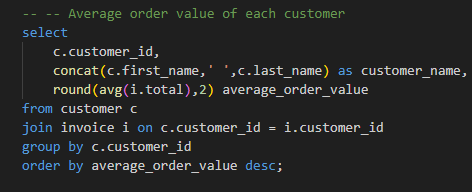 -- -- Average order value of each customer
select
    c.customer_id,
    concat(c.first_name,' ',c.last_name) as customer_name,
    round(avg(i.total),2) average_order_value
from customer c
join invoice i on c.customer_id = i.customer_id
group by c.customer_id
order by average_order_value desc;